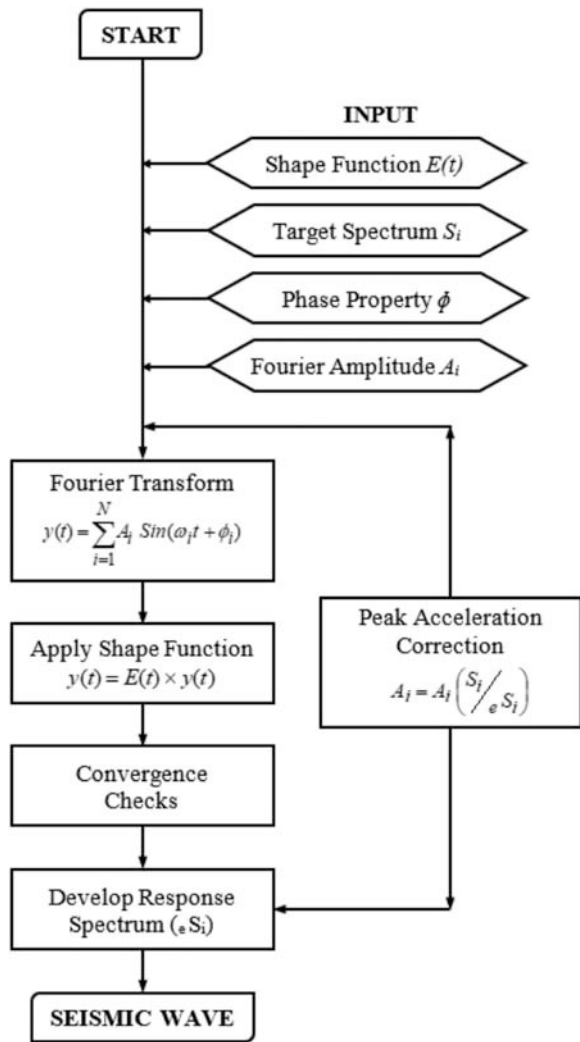 START
INPUT
Shape Function E(t)
Target Spectrum Sᵢ
Phase Property ϕ
Fourier Amplitude Aᵢ
Fourier Transform
y(t) = ∑_{i=1}^{N} Aᵢ Sin(ωᵢt + ϕᵢ)
Apply Shape Function
y(t) = E(t) × y(t)
Convergence
Checks
Develop Response
Spectrum (ₑSᵢ)
SEISMIC WAVE
Peak Acceleration
Correction
Aᵢ = Aᵢ (Sᵢ/ₑSᵢ)